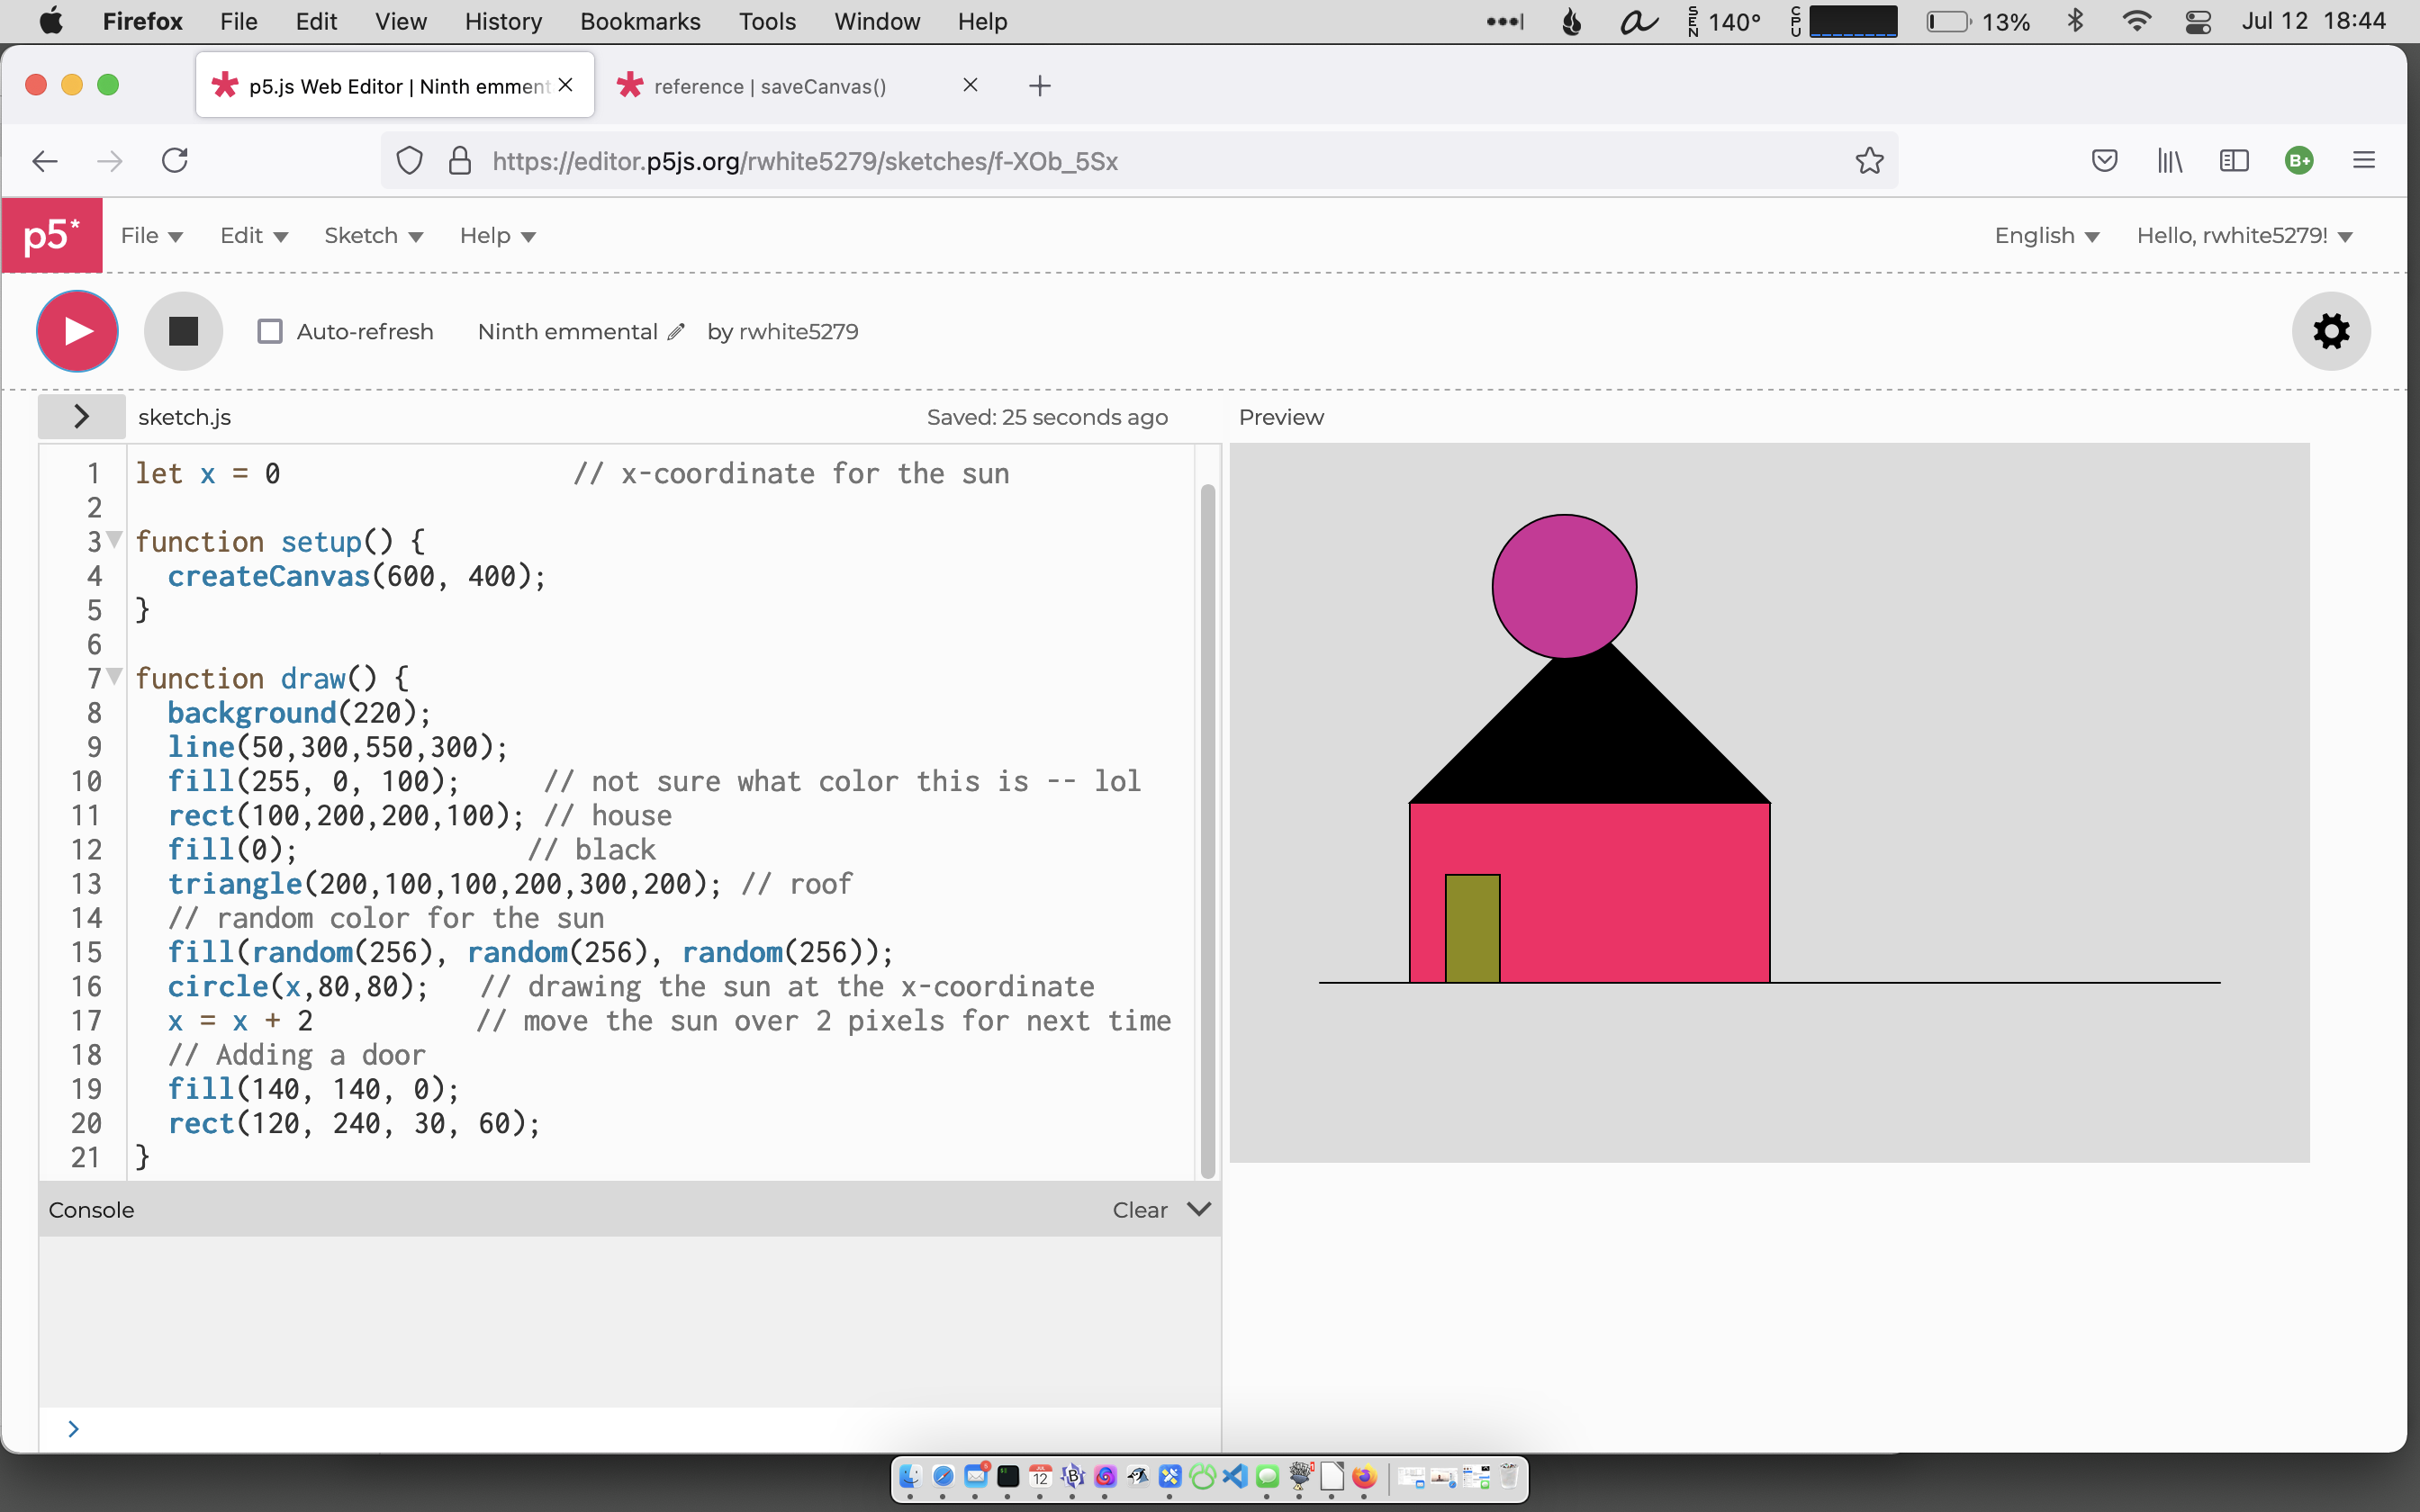 Firefox File Edit View History Bookmarks Tools Window Help SEN 140° CPU 13% Jul 12 18:44
p5.js Web Editor | Ninth emment reference | saveCanvas()
https://editor.p5js.org/rwhite5279/sketches/f-XOb_5Sx B+
p5* File Edit Sketch Help English Hello, rwhite5279!
Auto-refresh Ninth emmental by rwhite5279
sketch.js Saved: 25 seconds ago Preview
1 let x = 0 // x-coordinate for the sun
2
3 function setup() {
4 createCanvas(600, 400);
5 }
6
7 function draw() {
8 background(220);
9 line(50,300,550,300);
10 fill(255, 0, 100); // not sure what color this is -- lol
11 rect(100,200,200,100); // house
12 fill(0); // black
13 triangle(200,100,100,200,300,200); // roof
14 // random color for the sun
15 fill(random(256), random(256), random(256));
16 circle(x,80,80); // drawing the sun at the x-coordinate
17 x = x + 2 // move the sun over 2 pixels for next time
18 // Adding a door
19 fill(140, 140, 0);
20 rect(120, 240, 30, 60);
21 }
Console Clear
>
12